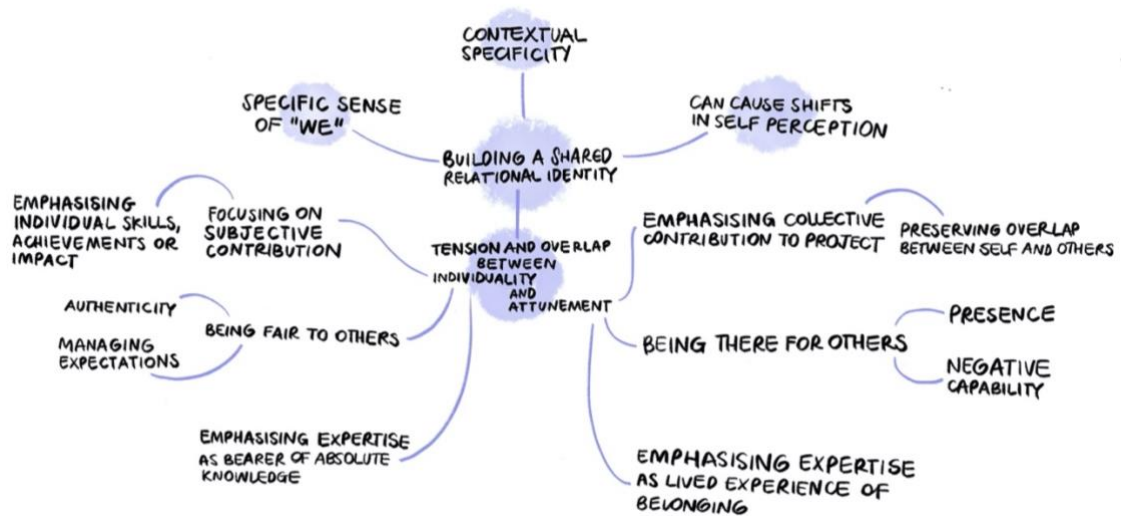 CONTEXTUAL
SPECIFICITY
SPECIFIC SENSE
OF "WE"
CAN CAUSE SHIFTS
IN SELF PERCEPTION
BUILDING A SHARED
RELATIONAL IDENTITY
EMPHASISING
INDIVIDUAL SKILLS,
ACHIEVEMENTS OR
IMPACT
FOCUSING ON
SUBJECTIVE
CONTRIBUTION
TENSION AND OVERLAP
BETWEEN
INDIVIDUALITY
AND
ATTUNEMENT
EMPHASISING COLLECTIVE
CONTRIBUTION TO PROJECT
PRESERVING OVERLAP
BETWEEN SELF AND OTHERS
AUTHENTICITY
MANAGING
EXPECTATIONS
BEING FAIR TO OTHERS
BEING THERE FOR OTHERS
PRESENCE
NEGATIVE
CAPABILITY
EMPHASISING EXPERTISE
AS BEARER OF ABSOLUTE
KNOWLEDGE
EMPHASISING EXPERTISE
AS LIVED EXPERIENCE OF
BELONGING